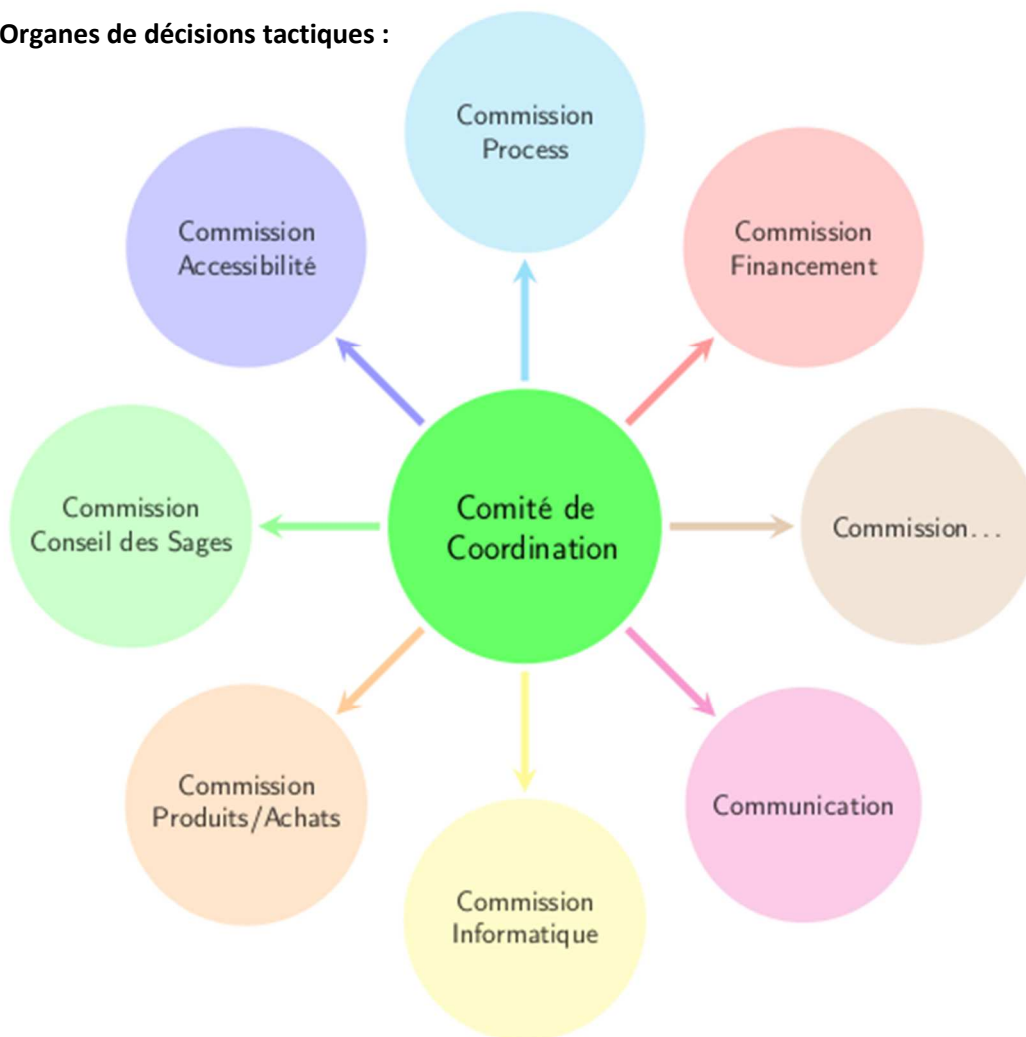 Organes de décisions tactiques :
Commission
Process
Commission
Accessibilité
Commission
Financement
Commission
Conseil des Sages
Comité de
Coordination
Commission...
Commission
Produits/Achats
Communication
Commission
Informatique